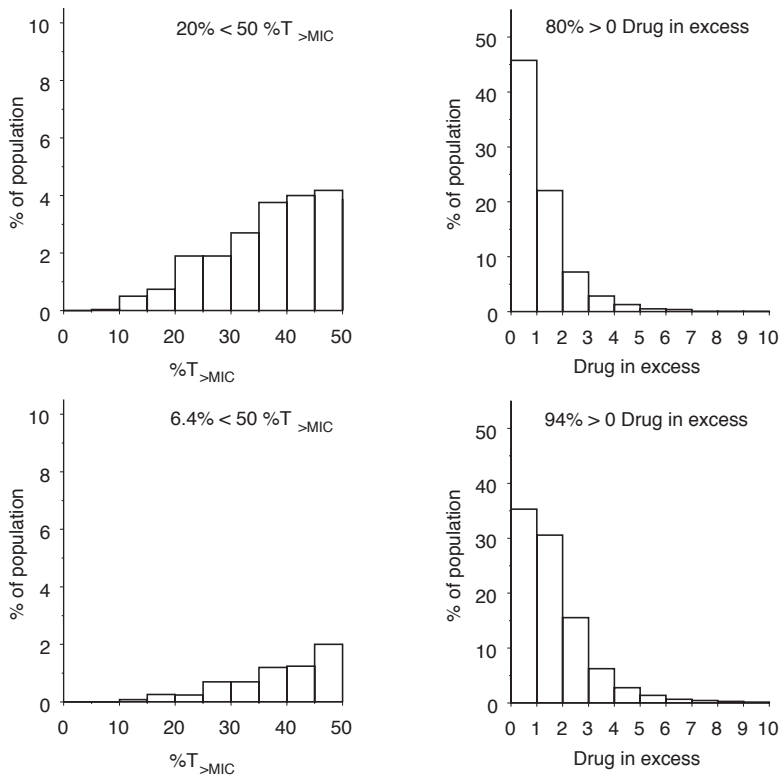 20% < 50 %T >MIC
% of population
10
8
6
4
2
0
0 10 20 30 40 50
%T>MIC
80% > 0 Drug in excess
% of population
50
40
30
20
10
0
0 1 2 3 4 5 6 7 8 9 10
Drug in excess
6.4% < 50 %T >MIC
% of population
10
8
6
4
2
0
0 10 20 30 40 50
%T>MIC
94% > 0 Drug in excess
% of population
50
40
30
20
10
0
0 1 2 3 4 5 6 7 8 9 10
Drug in excess